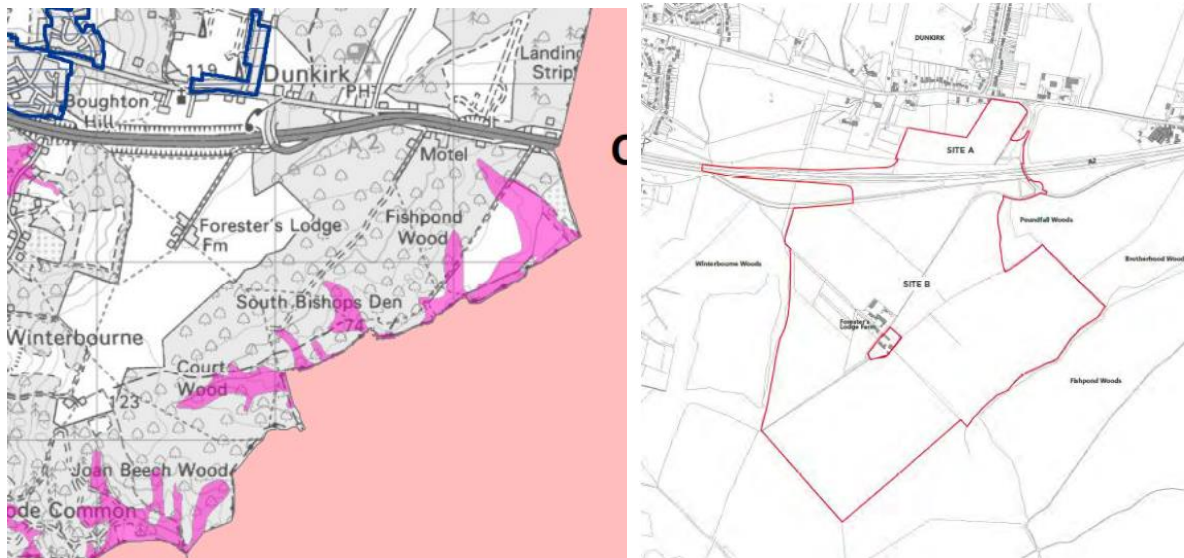 119
Dunkirk
PH
Landing
Strip
Boughton
Hill
A 2
Motel
C
Forester's Lodge
Fm
Fishpond
Wood
South Bishops Den
74
Winterbourne
Court
Wood
123
Joan Beech Wood
ode Common
DUNKIRK
SITE A
A2
Poundfall Woods
Winterbourne Woods
Brotherhood Wood
SITE B
Forester's
Lodge Farm
Fishpond Woods